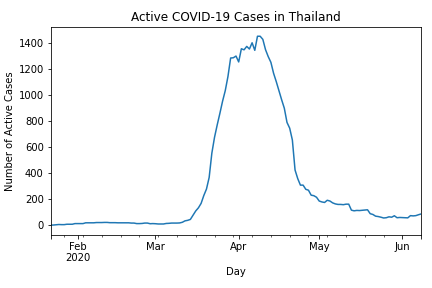 Active COVID-19 Cases in Thailand
Number of Active Cases
1400
1200
1000
800
600
400
200
0
Feb
2020
Mar
Apr
May
Jun
Day